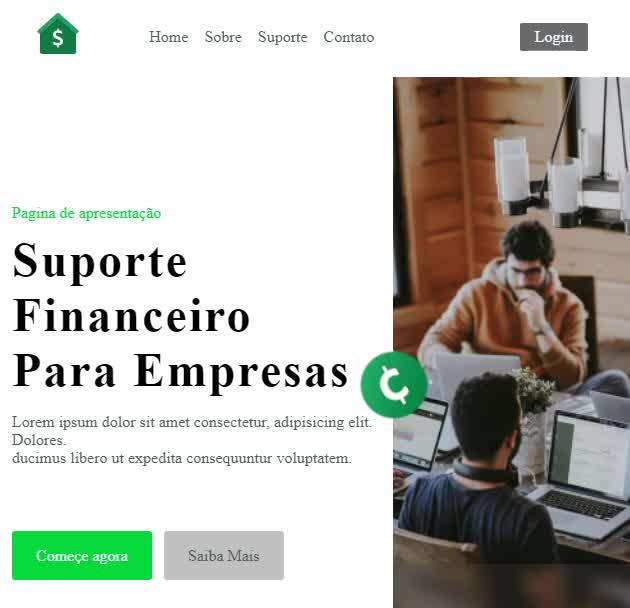 $
Home Sobre Suporte Contato
Login
Pagina de apresentação
Suporte
Financeiro
Para Empresas
Lorem ipsum dolor sit amet consectetur, adipisicing elit.
Dolores.
ducimus libero ut expedita consequuntur voluptatem.
Começe agora
Saiba Mais